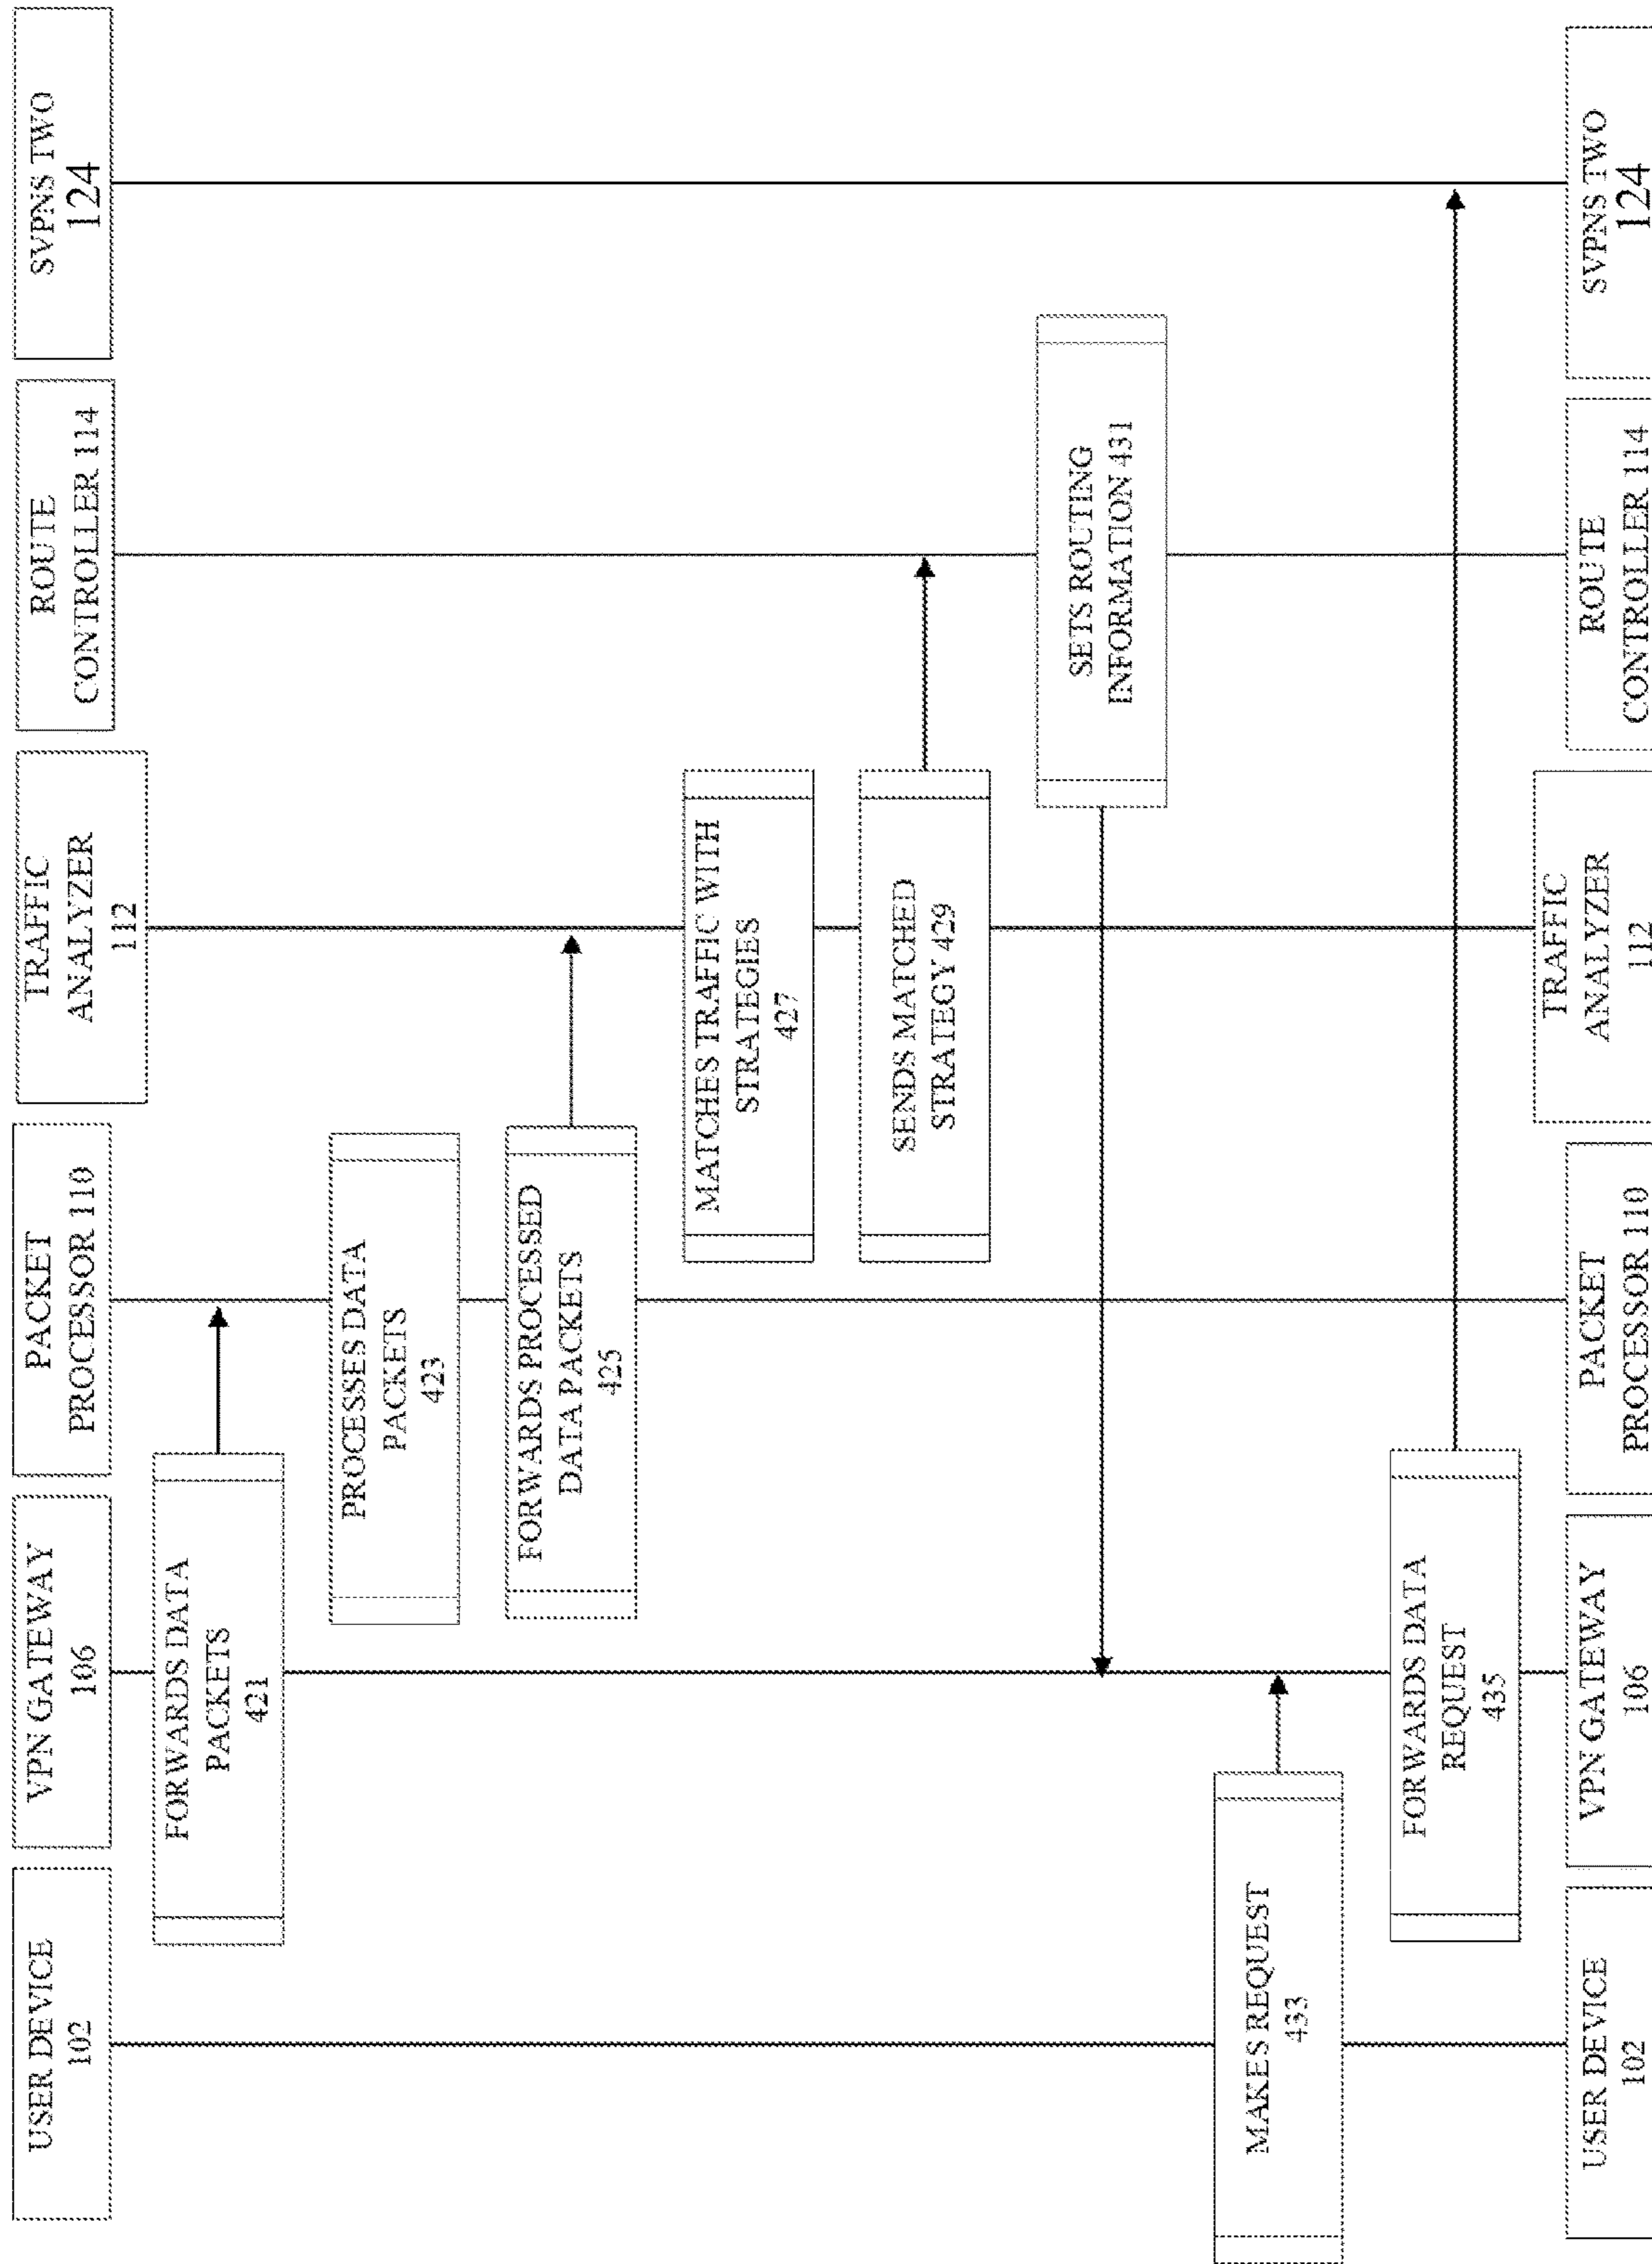 USER DEVICE
102
VPN GATEWAY
106
PACKET
PROCESSOR 110
TRAFFIC
ANALYZER
112
ROUTE
CONTROLLER 114
SVPNS TWO
124
FORWARDS DATA
PACKETS
421
PROCESSES DATA
PACKETS
423
FORWARDS PROCESSED
DATA PACKETS
425
MATCHES TRAFFIC WITH
STRATEGIES
427
SENDS MATCHED
STRATEGY 429
SETS ROUTING
INFORMATION 431
MAKES REQUEST
433
FORWARDS DATA
REQUEST
435
USER DEVICE
102
VPN GATEWAY
106
PACKET
PROCESSOR 110
TRAFFIC
ANALYZER
112
ROUTE
CONTROLLER 114
SVPNS TWO
124